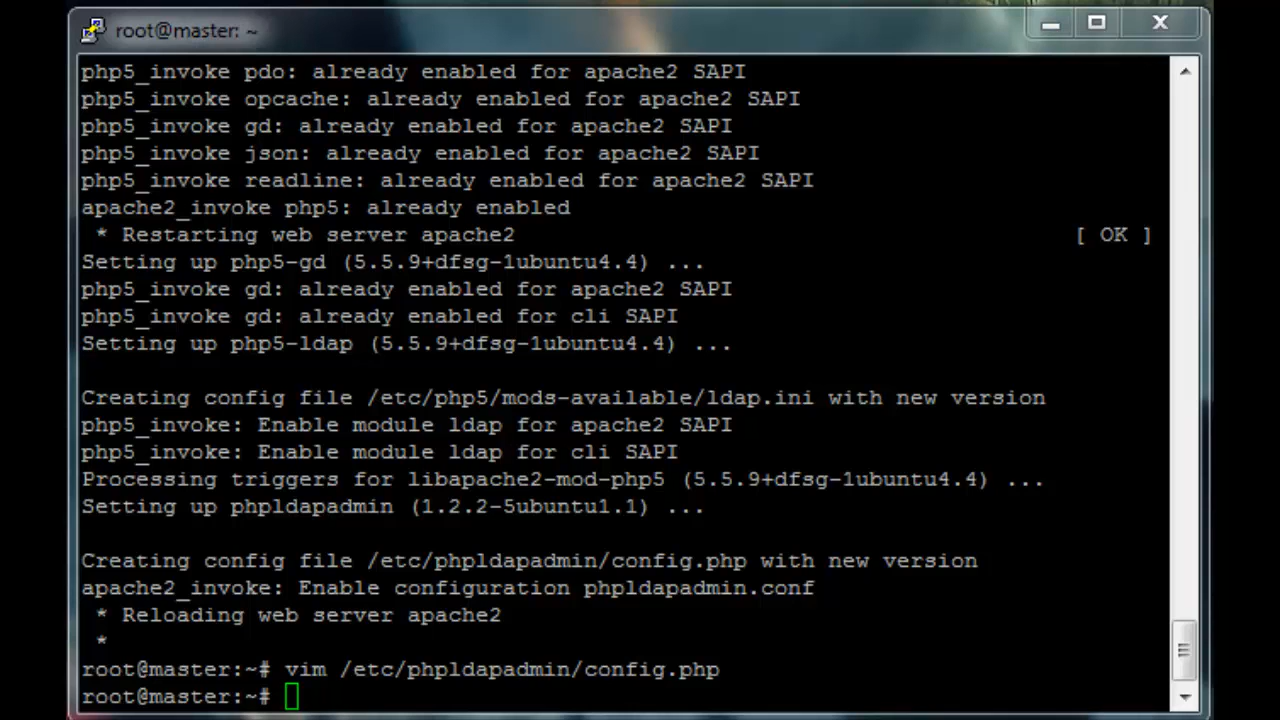 root@master: ~
php5_invoke pdo: already enabled for apache2 SAPI
php5_invoke opcache: already enabled for apache2 SAPI
php5_invoke gd: already enabled for apache2 SAPI
php5_invoke json: already enabled for apache2 SAPI
php5_invoke readline: already enabled for apache2 SAPI
apache2_invoke php5: already enabled
 * Restarting web server apache2 [ OK ]
Setting up php5-gd (5.5.9+dfsg-1ubuntu4.4) ...
php5_invoke gd: already enabled for apache2 SAPI
php5_invoke gd: already enabled for cli SAPI
Setting up php5-ldap (5.5.9+dfsg-1ubuntu4.4) ...
Creating config file /etc/php5/mods-available/ldap.ini with new version
php5_invoke: Enable module ldap for apache2 SAPI
php5_invoke: Enable module ldap for cli SAPI
Processing triggers for libapache2-mod-php5 (5.5.9+dfsg-1ubuntu4.4) ...
Setting up phpldapadmin (1.2.2-5ubuntu1.1) ...
Creating config file /etc/phpldapadmin/config.php with new version
apache2_invoke: Enable configuration phpldapadmin.conf
 * Reloading web server apache2
 *
root@master:~# vim /etc/phpldapadmin/config.php
root@master:~#